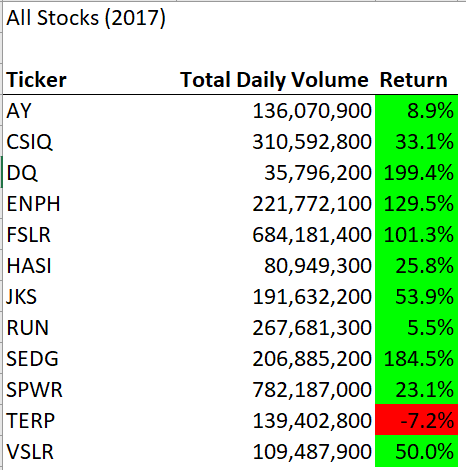 All Stocks (2017)
Ticker Total Daily Volume Return
AY 136,070,900 8.9%
CSIQ 310,592,800 33.1%
DQ 35,796,200 199.4%
ENPH 221,772,100 129.5%
FSLR 684,181,400 101.3%
HASI 80,949,300 25.8%
JKS 191,632,200 53.9%
RUN 267,681,300 5.5%
SEDG 206,885,200 184.5%
SPWR 782,187,000 23.1%
TERP 139,402,800 -7.2%
VSLR 109,487,900 50.0%